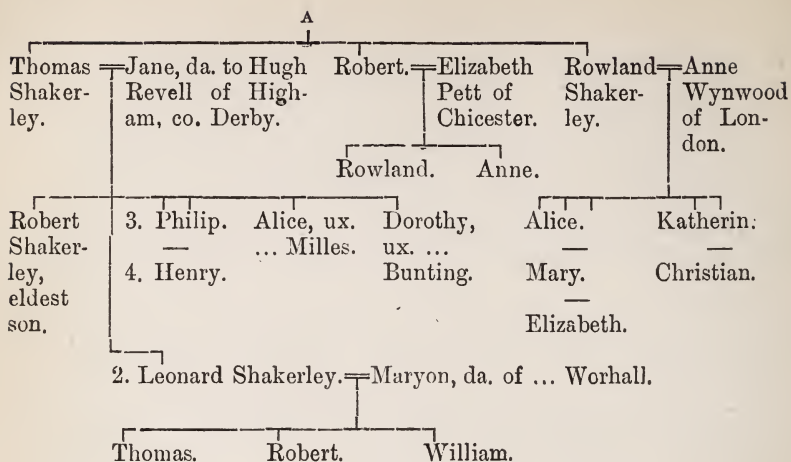 A
Thomas Shaker- ley.
Jane, da. to Hugh Revell of High- am, co. Derby.
Robert.
Elizabeth Pett of Chicester.
Rowland Shaker- ley.
Anne Wynwood of Lon- don.
Rowland. Anne.
Robert Shaker- ley, eldest son.
3. Philip.
4. Henry.
Alice, ux. ... Milles.
Dorothy, ux. ... Bunting.
Alice.
Mary.
Elizabeth.
Katherin.
Christian.
2. Leonard Shakerley. Maryon, da. of ... Worhall.
Thomas. Robert. William.